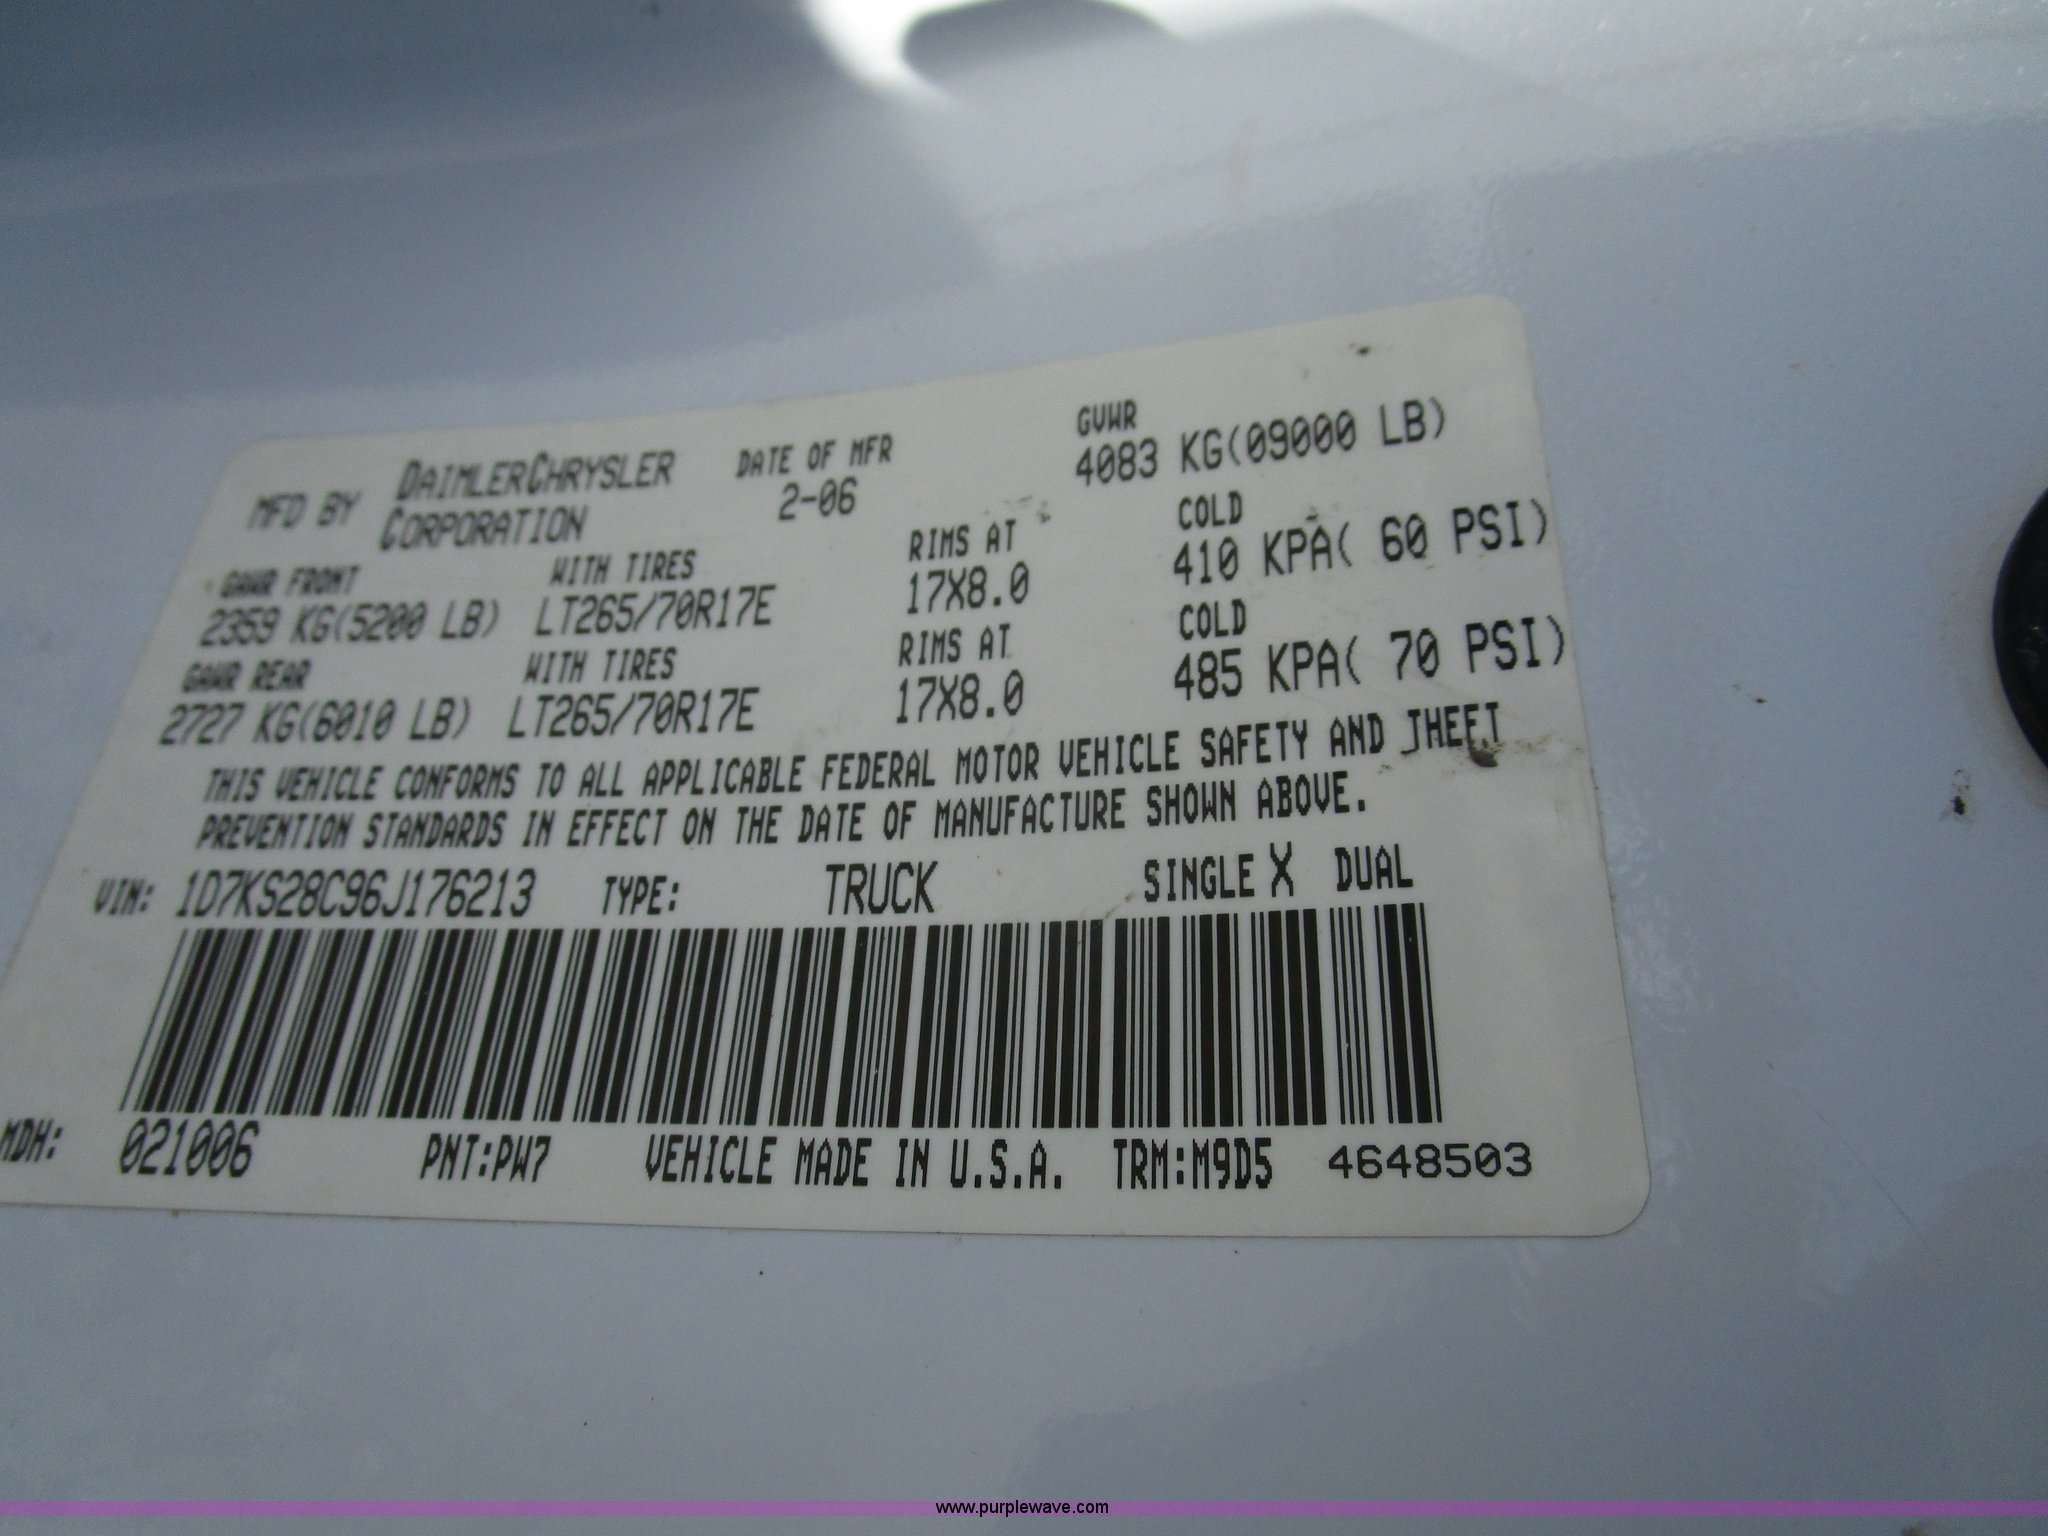 MFD BY DAIMLERCHRYSLER CORPORATION DATE OF MFR 2-06 GVWR 4083 KG(09000 LB)
GAWR FRONT WITH TIRES RIMS AT COLD
2359 KG(5200 LB) LT265/70R17E 17X8.0 410 KPA( 60 PSI)
GAWR REAR WITH TIRES RIMS AT COLD
2727 KG(6010 LB) LT265/70R17E 17X8.0 485 KPA( 70 PSI)
THIS VEHICLE CONFORMS TO ALL APPLICABLE FEDERAL MOTOR VEHICLE SAFETY AND THEFT
PREVENTION STANDARDS IN EFFECT ON THE DATE OF MANUFACTURE SHOWN ABOVE.
VIN: 1D7KS28C96J176213 TYPE: TRUCK SINGLE X DUAL
MDH: 021006 PNT:PW7 VEHICLE MADE IN U.S.A. TRM:M9D5 4648503
www.purplewave.com